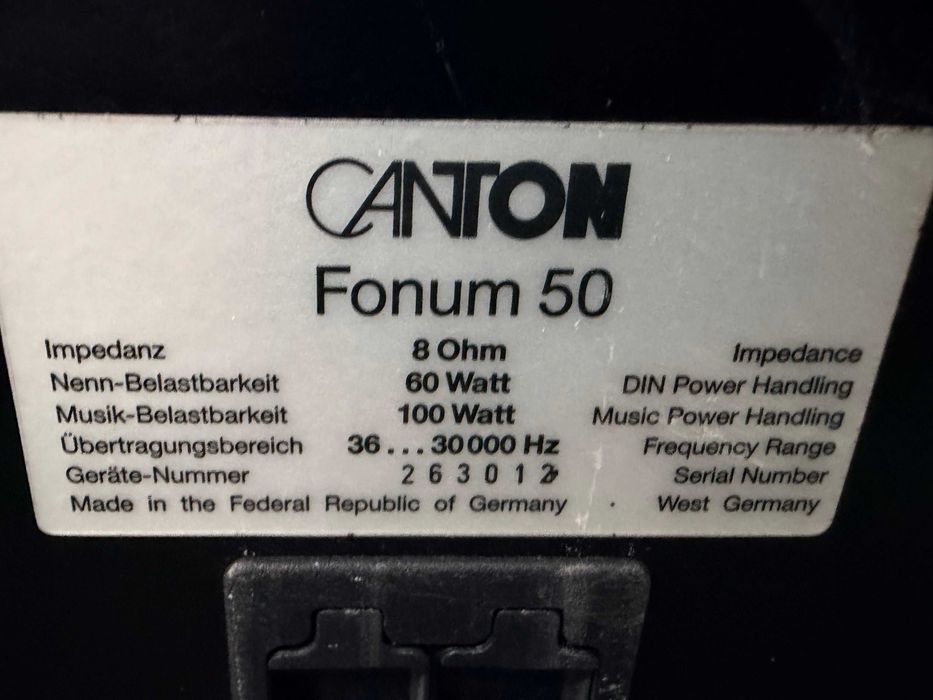 CANTON
Fonum 50
Impedanz 8 Ohm Impedance
Nenn-Belastbarkeit 60 Watt DIN Power Handling
Musik-Belastbarkeit 100 Watt Music Power Handling
Übertragungsbereich 36...30000 Hz Frequency Range
Geräte-Nummer 263012 Serial Number
Made in the Federal Republic of Germany · West Germany